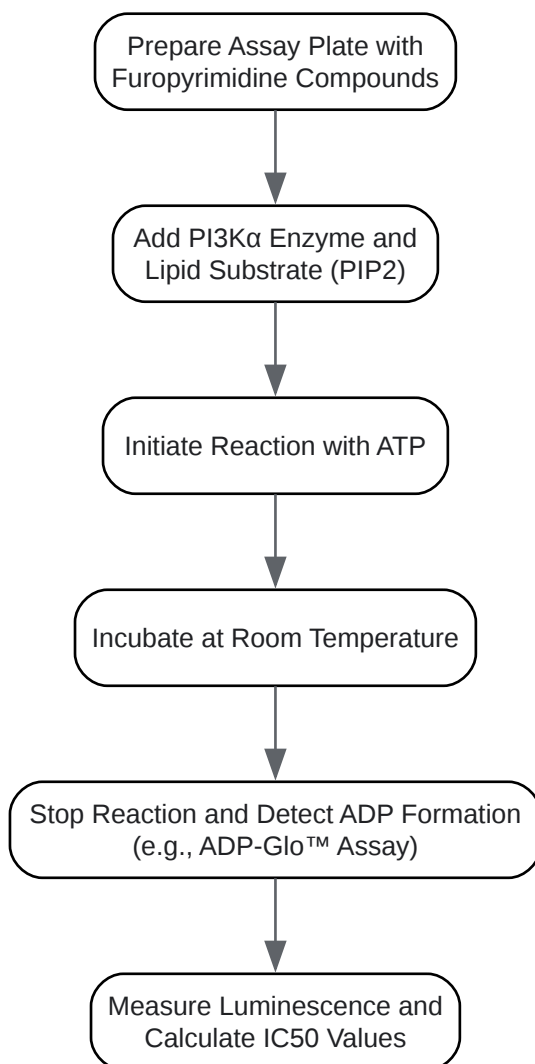 Prepare Assay Plate with
Furopyrimidine Compounds
Add PI3Kα Enzyme and
Lipid Substrate (PIP2)
Initiate Reaction with ATP
Incubate at Room Temperature
Stop Reaction and Detect ADP Formation
(e.g., ADP-Glo™ Assay)
Measure Luminescence and
Calculate IC50 Values